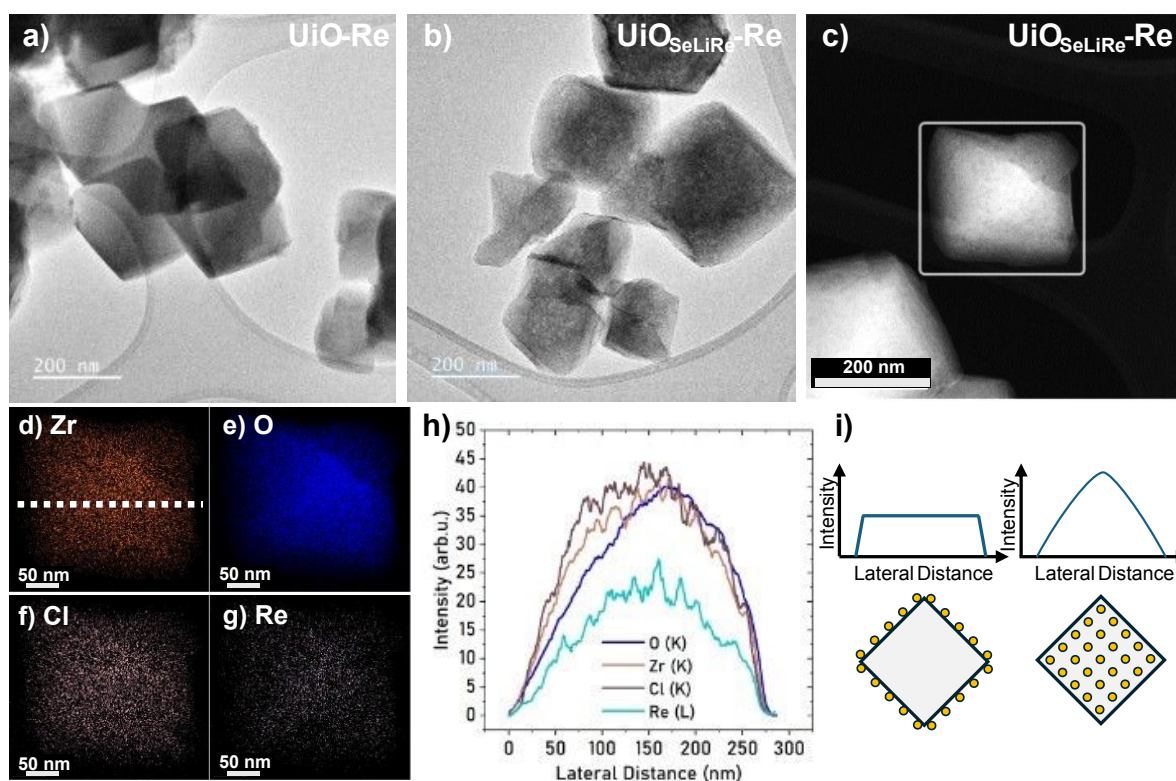 a) UiO-Re
200 nm
b) UiO_SeLiRe-Re
200 nm
c) UiO_SeLiRe-Re
200 nm
d) Zr
50 nm
e) O
50 nm
f) Cl
50 nm
g) Re
50 nm
h)
Intensity (arb.u.)
50
45
40
35
30
25
20
15
10
5
0
O (K)
Zr (K)
Cl (K)
Re (L)
0 50 100 150 200 250 300
Lateral Distance (nm)
i)
Intensity
Lateral Distance
Intensity
Lateral Distance